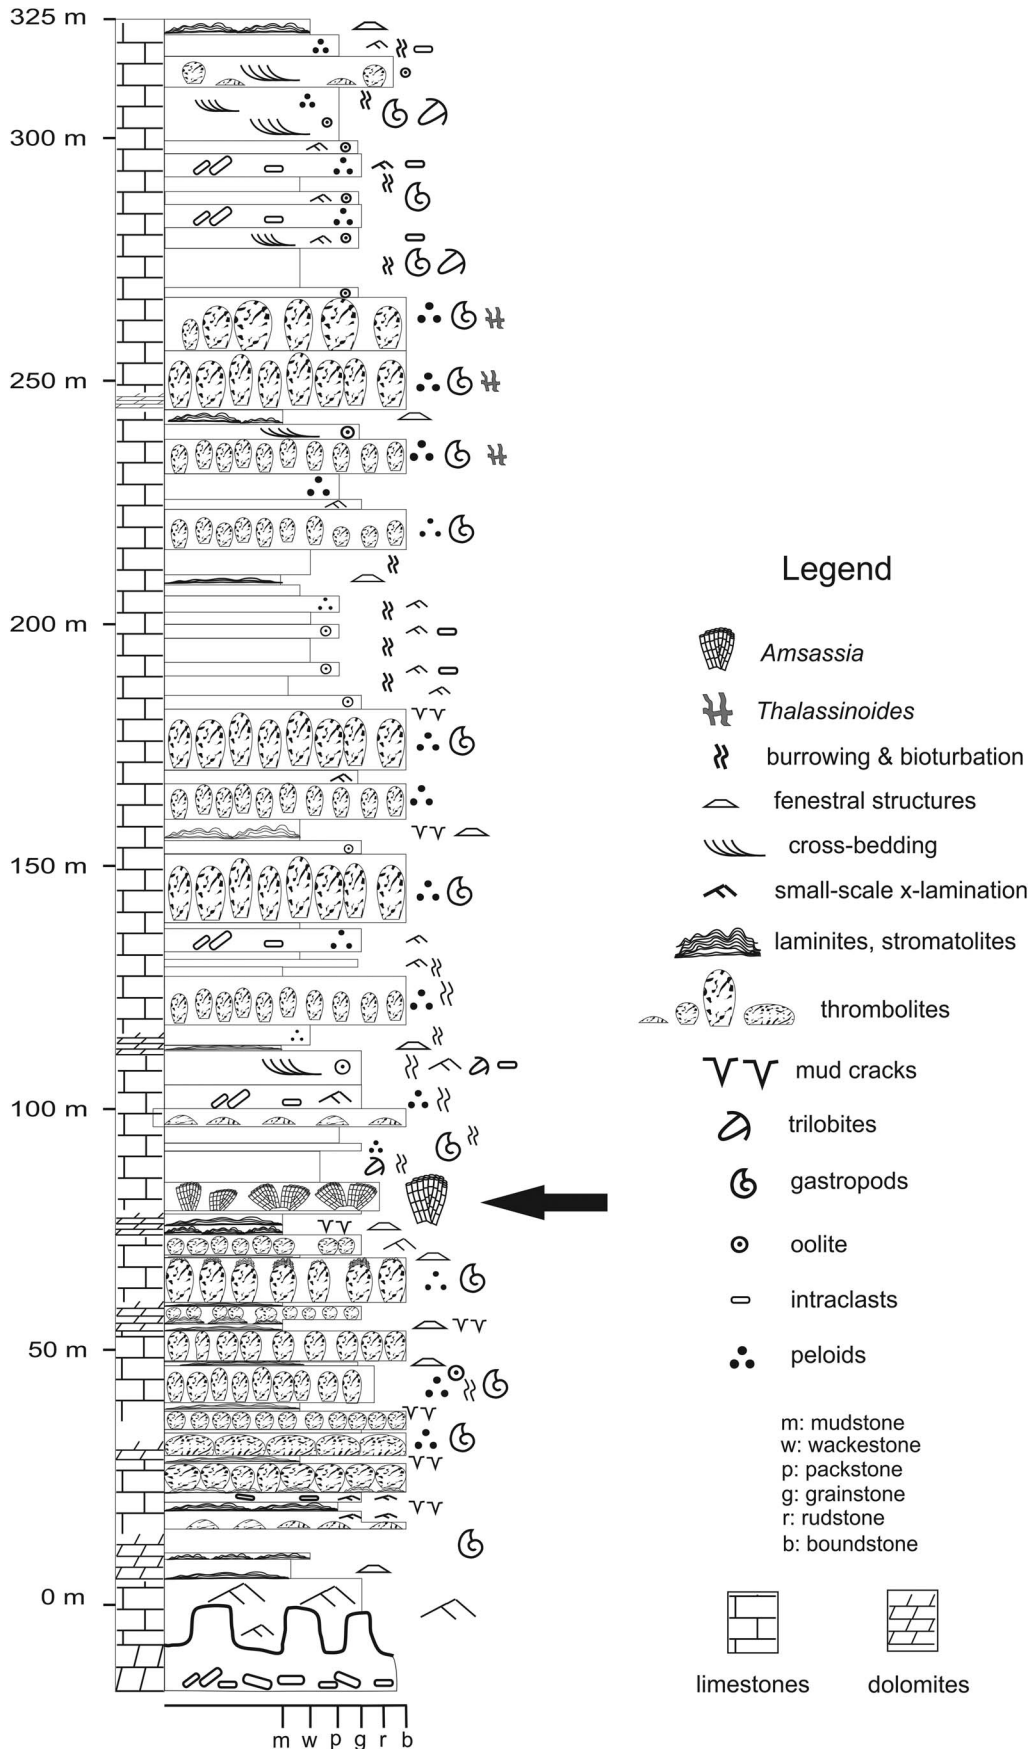 325 m
300 m
250 m
200 m
150 m
100 m
50 m
0 m
m w p g r b
Legend
Amsassia
Thalassinoides
burrowing & bioturbation
fenestral structures
cross-bedding
small-scale x-lamination
laminites, stromatolites
thrombolites
mud cracks
trilobites
gastropods
oolite
intraclasts
peloids
m: mudstone
w: wackestone
p: packstone
g: grainstone
r: rudstone
b: boundstone
limestones
dolomites